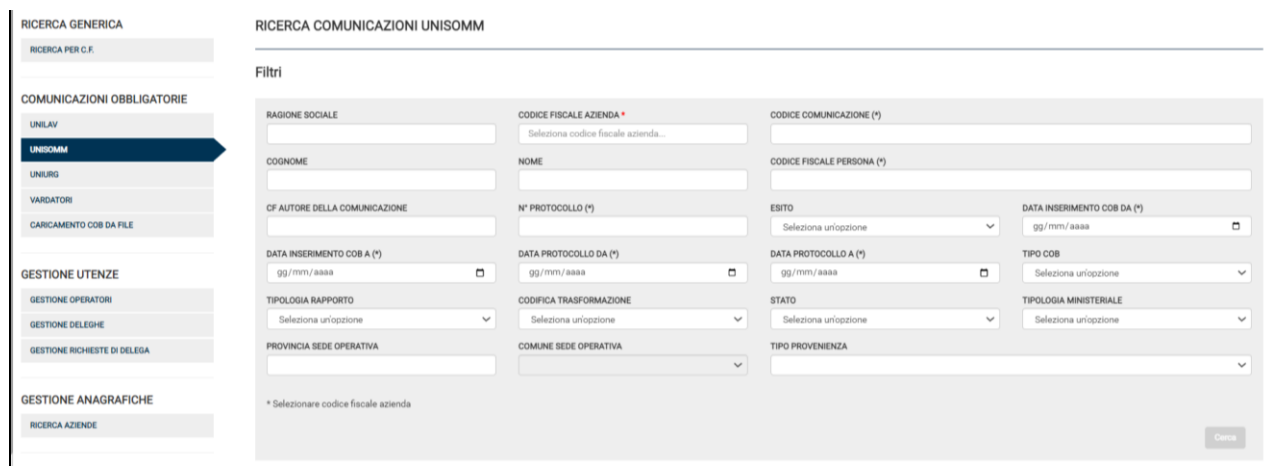 RICERCA GENERICA
RICERCA PER C.F.
COMUNICAZIONI OBBLIGATORIE
UNILAV
UNISOMM
UNIURG
VARDATORI
CARICAMENTO COB DA FILE
GESTIONE UTENZE
GESTIONE OPERATORI
GESTIONE DELEGHE
GESTIONE RICHIESTE DI DELEGA
GESTIONE ANAGRAFICHE
RICERCA AZIENDE
RICERCA COMUNICAZIONI UNISOMM
Filtri
RAGIONE SOCIALE
CODICE FISCALE AZIENDA *
Seleziona codice fiscale azienda...
CODICE COMUNICAZIONE (*)
COGNOME
NOME
CODICE FISCALE PERSONA (*)
CF AUTORE DELLA COMUNICAZIONE
N° PROTOCOLLO (*)
ESITO
Seleziona un'opzione
DATA INSERIMENTO COB DA (*)
gg/mm/aaaa
DATA INSERIMENTO COB A (*)
gg/mm/aaaa
DATA PROTOCOLLO DA (*)
gg/mm/aaaa
DATA PROTOCOLLO A (*)
gg/mm/aaaa
TIPO COB
Seleziona un'opzione
TIPOLOGIA RAPPORTO
Seleziona un'opzione
CODIFICA TRASFORMAZIONE
Seleziona un'opzione
STATO
Seleziona un'opzione
TIPOLOGIA MINISTERIALE
Seleziona un'opzione
PROVINCIA SEDE OPERATIVA
COMUNE SEDE OPERATIVA
TIPO PROVENIENZA
* Selezionare codice fiscale azienda
Cerca